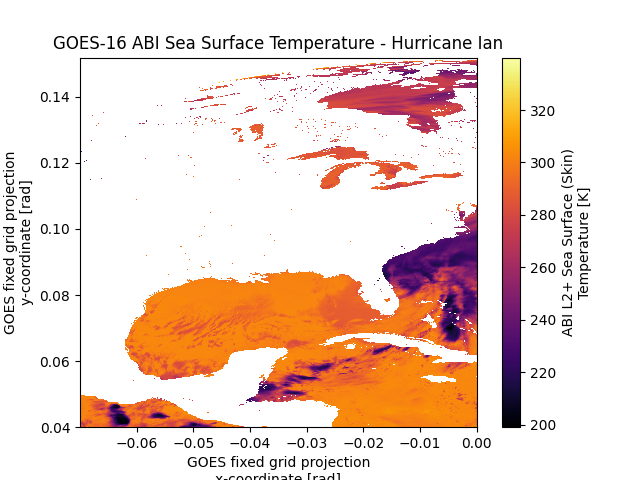 GOES-16 ABI Sea Surface Temperature - Hurricane Ian
0.14
0.12
0.10
0.08
0.06
0.04
GOES fixed grid projection
y-coordinate [rad]
−0.06
−0.05
−0.04
−0.03
−0.02
−0.01
0.00
GOES fixed grid projection
x-coordinate [rad]
320
300
280
260
240
220
200
ABI L2+ Sea Surface (Skin)
Temperature [K]